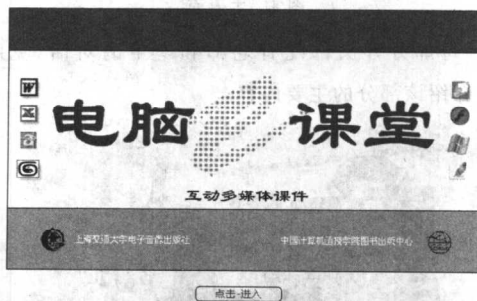 电脑 e 课堂
互动多媒体课件
上海交通大学电子音像出版社
中国计算机函授学院图书出版中心
点击-进入